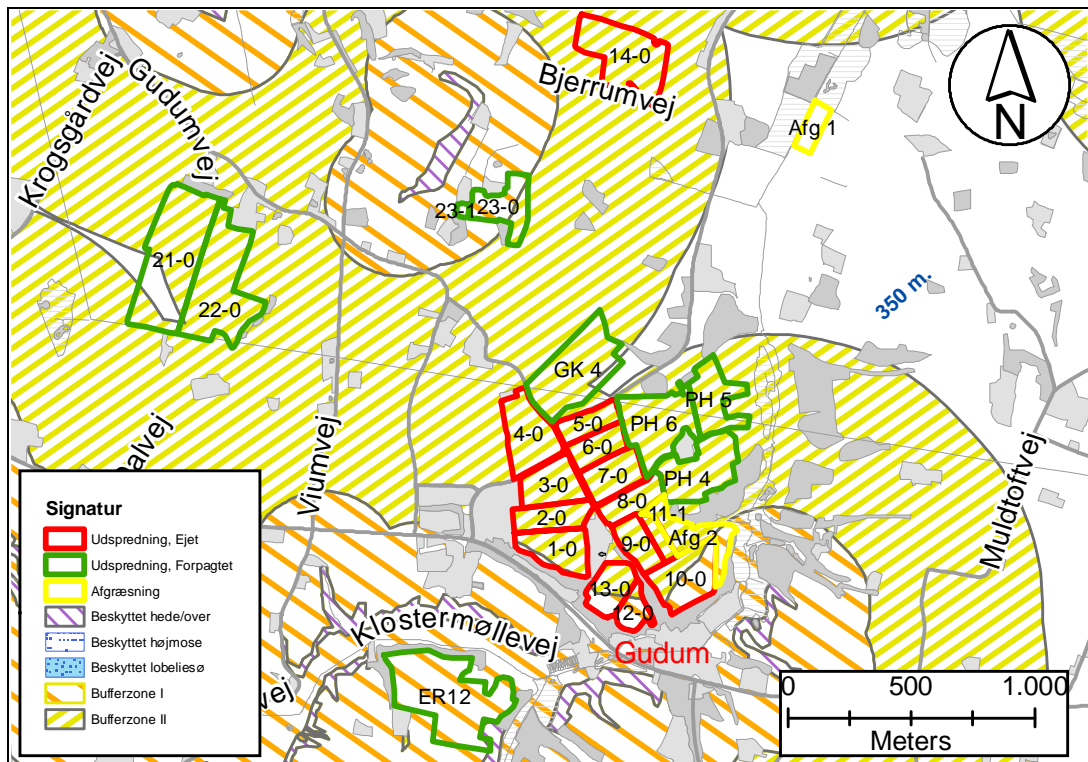 14-0
Bjerrumvej
Afg 1
N
Krogsgårdvej
Gudumvej
23-1
23-0
21-0
22-0
350 m.
GK 4
PH 5
4-0
5-0
PH 6
6-0
7-0
PH 4
3-0
8-0
11-1
2-0
1-0
9-0
Afg 2
10-0
13-0
12-0
alvej
Viumvej
Muldtoftvej
Klostermøllevej
Gudum
ER12
vej
Signatur
Udspredning, Ejet
Udspredning, Forpagtet
Afgræsning
Beskyttet hede/over
Beskyttet højmose
Beskyttet lobeliesø
Bufferzone I
Bufferzone II
0 500 1.000
Meters